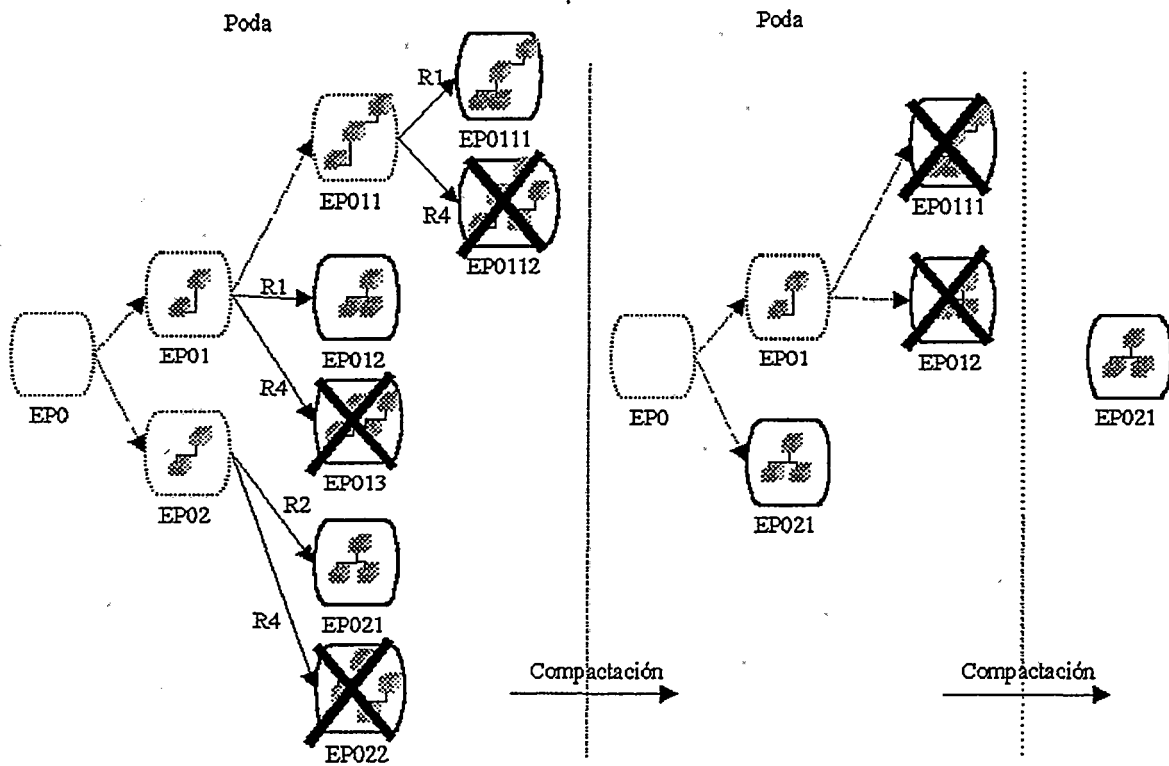 Poda
R1
EP0111
EP011
R4
EP0112
R1
EP01
EP012
EP0
R4
EP013
EP02
R2
EP021
R4
EP022
Compactación
Poda
EP0111
EP01
EP012
EP0
EP021
Compactación
EP021